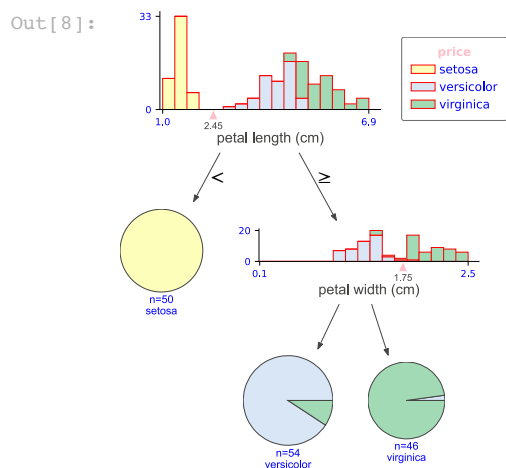 Out[8]:
33
0
1.0
2.45
6.9
petal length (cm)
price
setosa
versicolor
virginica
<
≥
n=50
setosa
20
0
0.1
1.75
2.5
petal width (cm)
n=54
versicolor
n=46
virginica